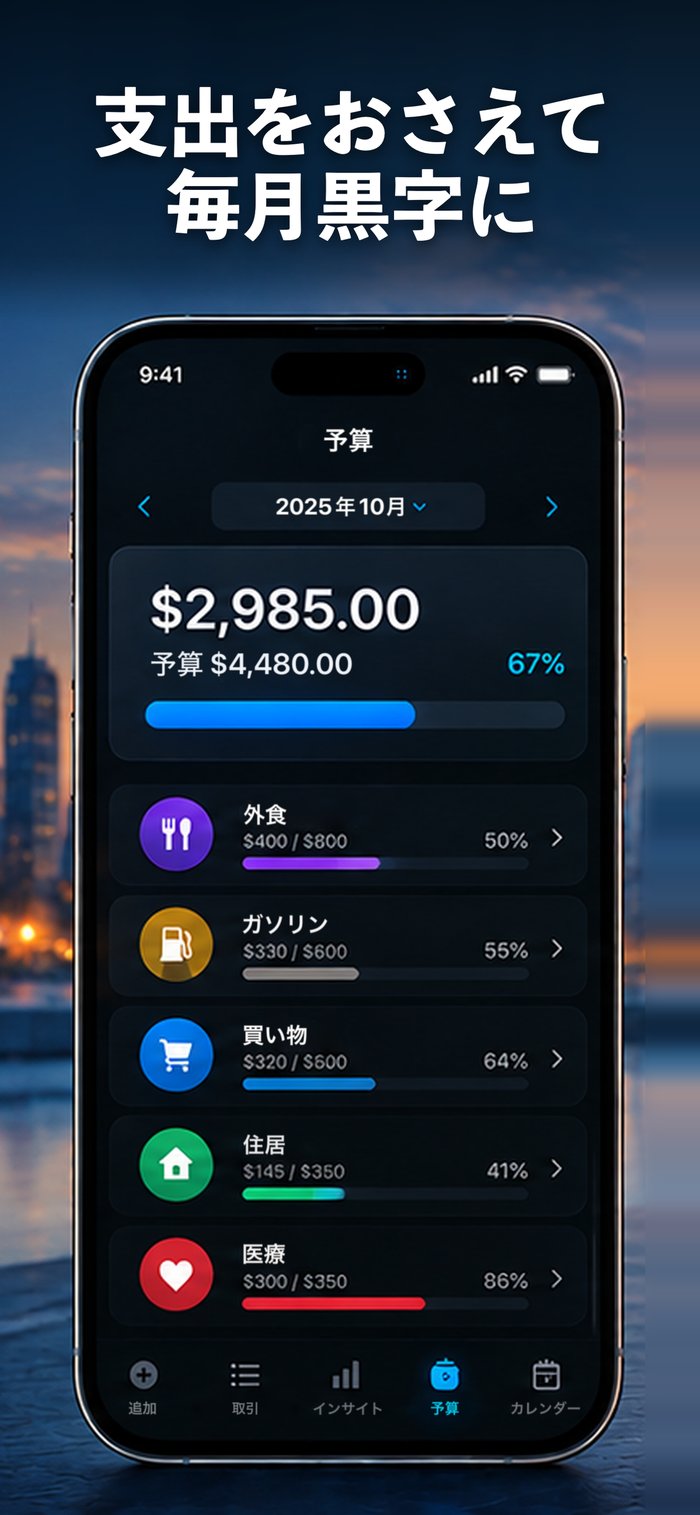 支出をおさえて
毎月黒字に
9:41
予算
2025年10月
$2,985.00
予算 $4,480.00
67%
外食
$400 / $800
50%
ガソリン
$330 / $600
55%
買い物
$320 / $600
64%
住居
$145 / $350
41%
医療
$300 / $350
86%
追加
取引
インサイト
予算
カレンダー